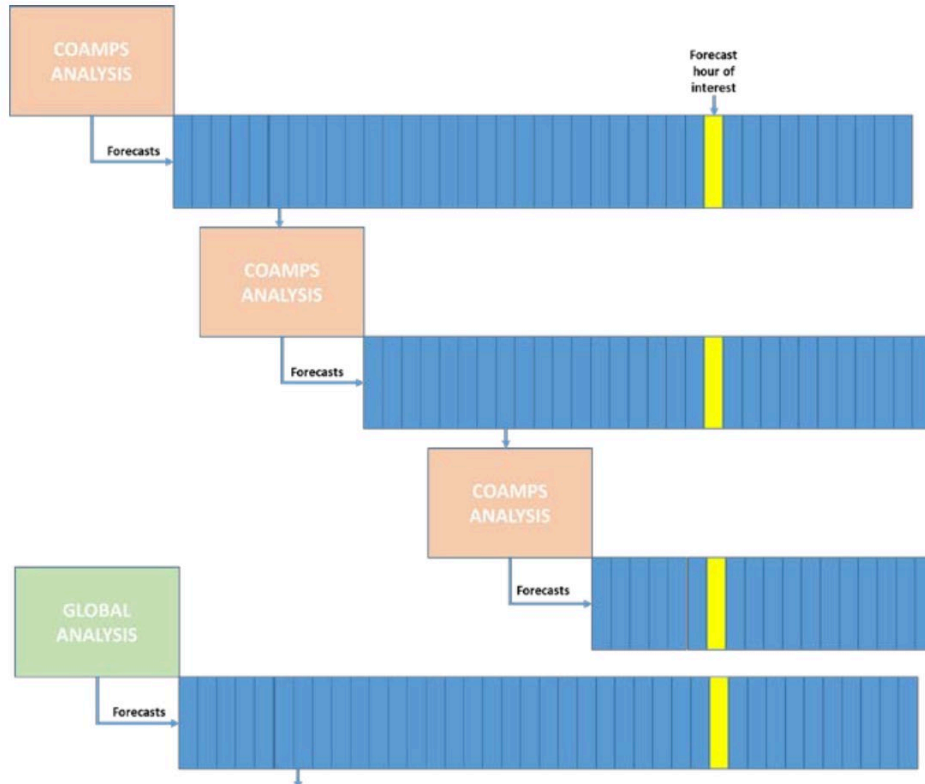 COAMPS
ANALYSIS
Forecast
hour of
interest
Forecasts
COAMPS
ANALYSIS
Forecasts
COAMPS
ANALYSIS
Forecasts
GLOBAL
ANALYSIS
Forecasts